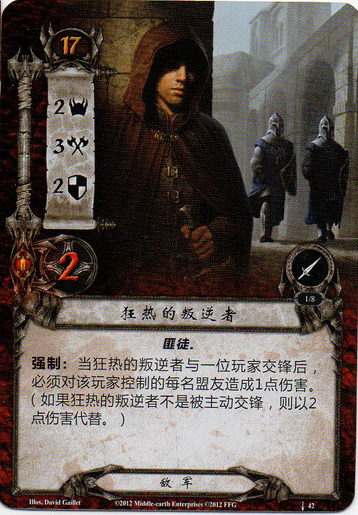 17
2
3
2
2
1/8
狂热的叛逆者
匪徒.
强制：当狂热的叛逆者与一位玩家交锋后，
必须对该玩家控制的每名盟友造成1点伤害。
（如果狂热的叛逆者不是被主动交锋，则以2
点伤害代替。）
敌军
Illus. David Gaillet ©2012 Middle-earth Enterprises ©2012 FFG 42